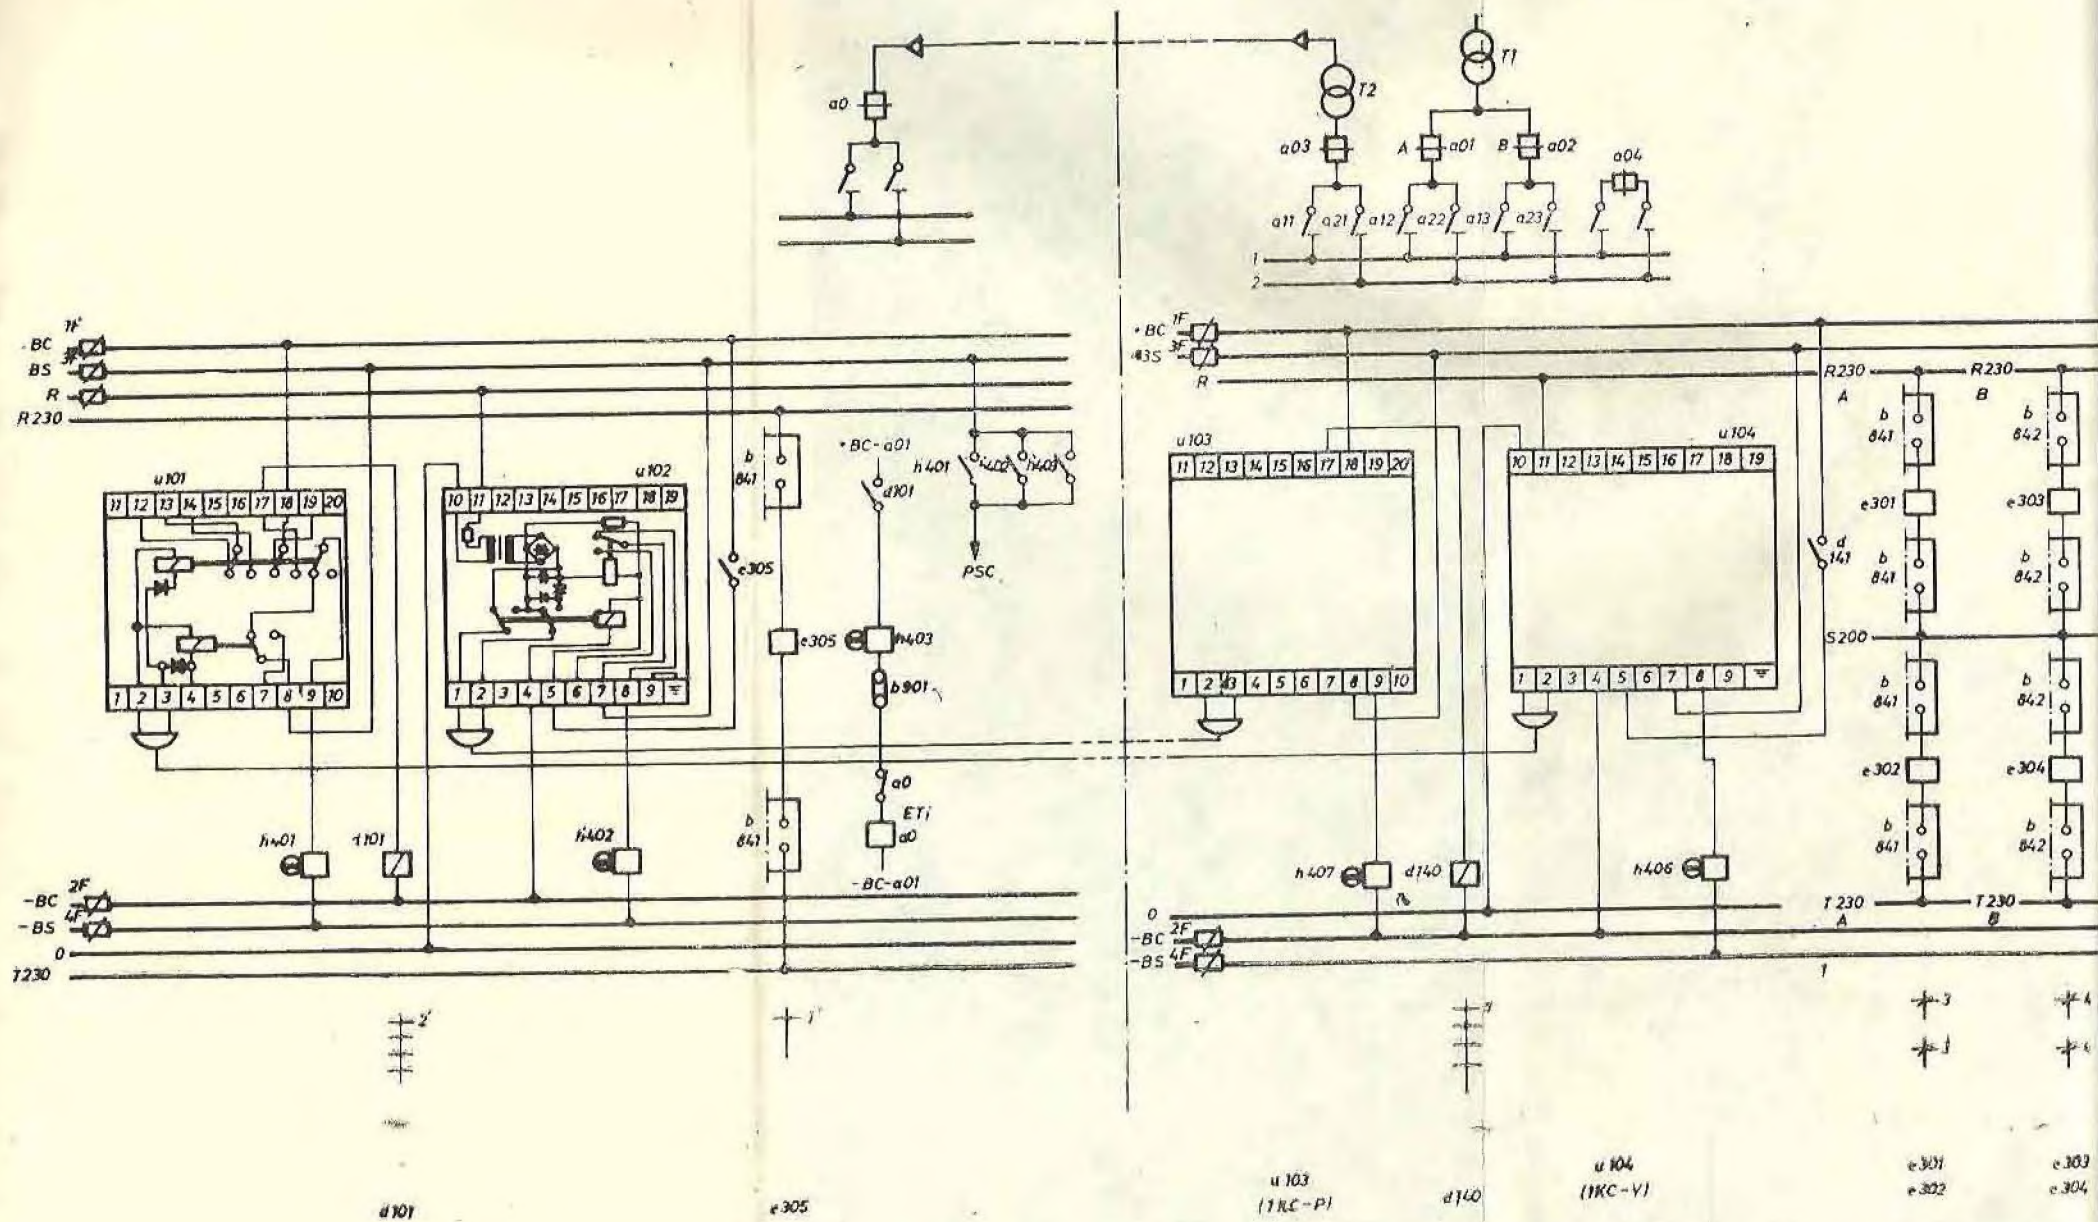 T1
T2
a0
a03
A
a01
B
a02
a04
a11
a21
a12
a22
a13
a23
1
2
1F
BC
3F
BS
R
R230
u101
11 12 13 14 15 16 17 18 19 20
1 2 3 4 5 6 7 8 9 10
u102
10 11 12 13 14 15 16 17 18 19
1 2 3 4 5 6 7 8 9
e305
b
841
e305
b
841
+BC-a01
d101
h403
b901
a0
ETi
a0
-BC-a01
h401
h402
h403
PSC
h401
h402
2F
-BC
4F
-BS
0
T230
2
1
d101
e305
1F
+BC
3F
R
u103
11 12 13 14 15 16 17 18 19 20
1 2 3 4 5 6 7 8 9 10
u104
10 11 12 13 14 15 16 17 18 19
1 2 3 4 5 6 7 8 9
d
141
R230
A
R230
B
b
841
b
842
e301
e303
b
841
b
842
S200
b
841
b
842
e302
e304
b
841
b
842
T230
A
T230
B
h407
d140
h406
0
2F
-BC
4F
-BS
1
3
4
u103
(1KC-P)
d140
u104
(1KC-V)
e301
e302
e303
e304